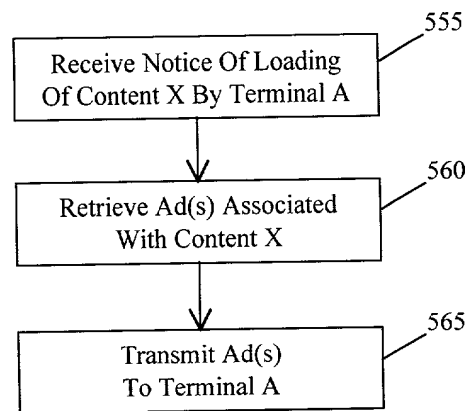 555
Receive Notice Of Loading
Of Content X By Terminal A
560
Retrieve Ad(s) Associated
With Content X
565
Transmit Ad(s)
To Terminal A